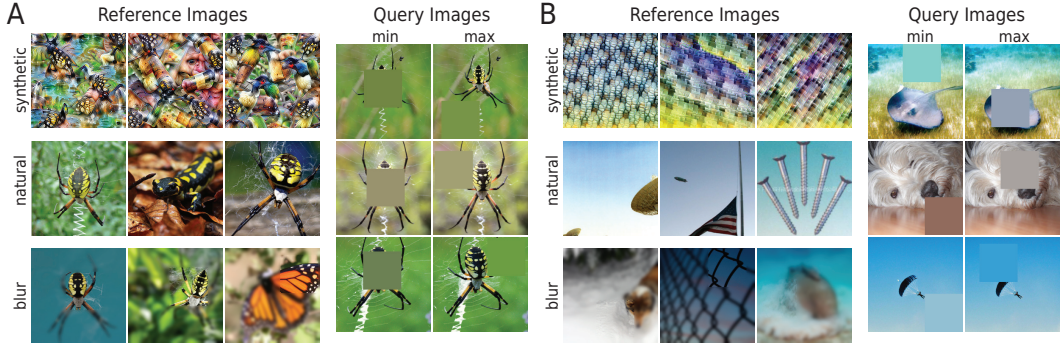 A
Reference Images
Query Images
min
max
synthetic
natural
blur
B
Reference Images
Query Images
min
max
synthetic
natural
blur